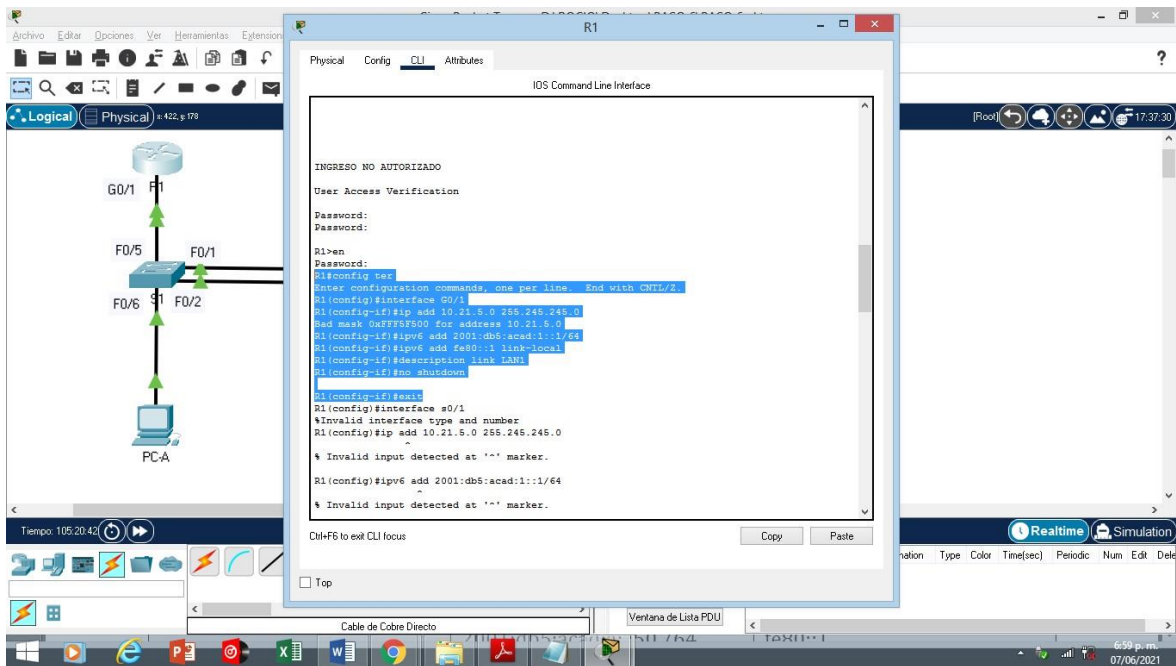 R1
Archivo Editar Opciones Ver Herramientas
?
Physical Config CLI Attributes
IOS Command Line Interface
Logical Physical x: 422, y: 178
[Root] 17:37:30
INGRESO NO AUTORIZADO
User Access Verification
Password:
Password:
R1>en
Password:
R1#config ter
Enter configuration commands, one per line. End with CNTL/Z.
R1(config)#interface G0/1
R1(config-if)#ip add 10.21.5.0 255.245.245.0
Bad mask 0xFFF5F500 for address 10.21.5.0
R1(config-if)#ipv6 add 2001:db5:acad:1::1/64
R1(config-if)#ipv6 add fe80::1 link-local
R1(config-if)#description link LAN1
R1(config-if)#no shutdown
R1(config-if)#exit
R1(config)#interface s0/1
%Invalid interface type and number
R1(config)#ip add 10.21.5.0 255.245.245.0
^
% Invalid input detected at '^' marker.
R1(config)#ipv6 add 2001:db5:acad:1::1/64
^
% Invalid input detected at '^' marker.
G0/1 R1
F0/5 F0/1
F0/6 S1 F0/2
PC-A
Ctrl+F6 to exit CLI focus
Copy Paste
Top
Tiempo: 105:20:42
Realtime Simulation
Type Color Time(sec) Periodic Num Edit
Cable de Cobre Directo
Ventana de Lista PDU
6:59 p. m.
07/06/2021